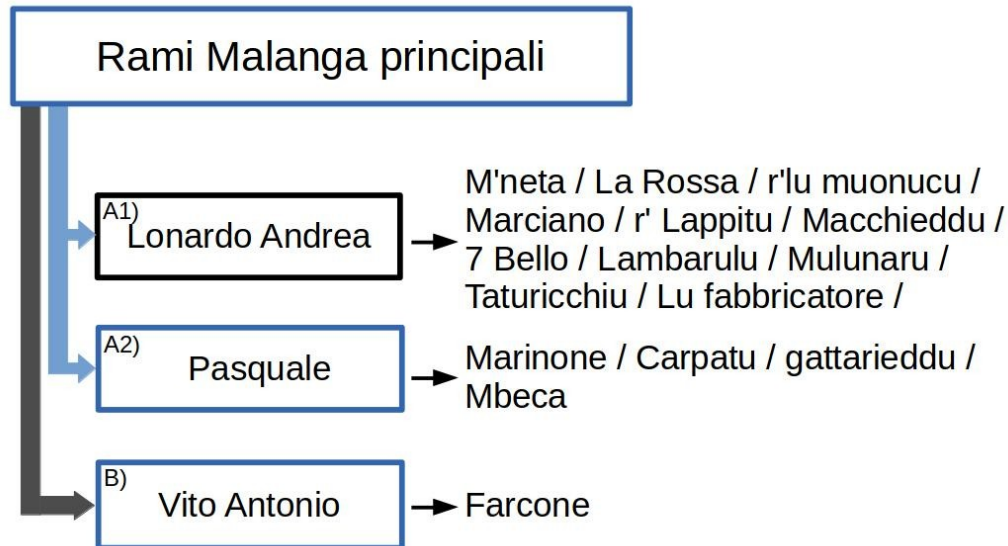 Rami Malanga principali
A1)
Lonardo Andrea
M'neta / La Rossa / r'lu muonucu /
Marciano / r' Lappitu / Macchieddu /
7 Bello / Lambarulu / Mulunaru /
Taturicchiu / Lu fabbricatore /
A2)
Pasquale
Marinone / Carpatu / gattarieddu /
Mbeca
B)
Vito Antonio
Farcone